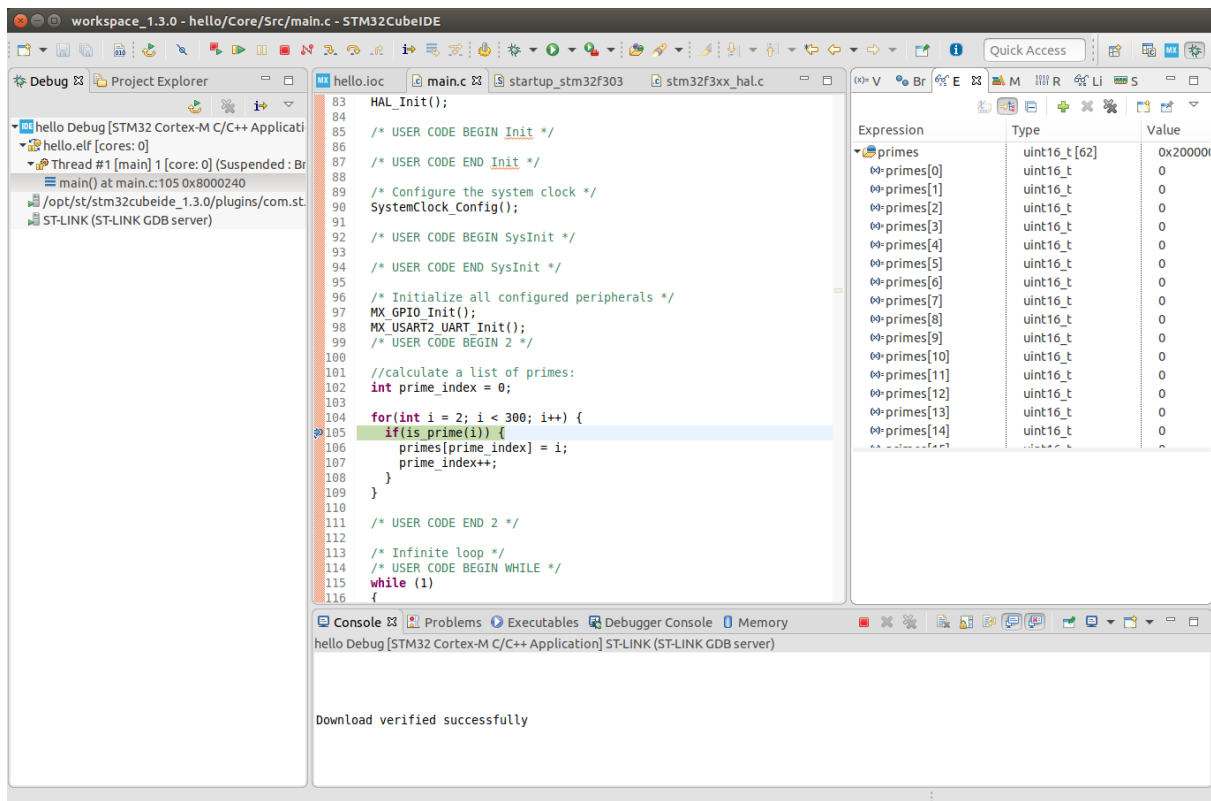 workspace_1.3.0 - hello/Core/Src/main.c - STM32CubeIDE
Quick Access
Debug Project Explorer
hello Debug [STM32 Cortex-M C/C++ Applicati
hello.elf [cores: 0]
Thread #1 [main] 1 [core: 0] (Suspended : Br
main() at main.c:105 0x8000240
/opt/st/stm32cubeide_1.3.0/plugins/com.st.
ST-LINK (ST-LINK GDB server)
hello.ioc main.c startup_stm32f303 stm32f3xx_hal.c
83 HAL_Init();
84
85 /* USER CODE BEGIN Init */
86
87 /* USER CODE END Init */
88
89 /* Configure the system clock */
90 SystemClock_Config();
91
92 /* USER CODE BEGIN SysInit */
93
94 /* USER CODE END SysInit */
95
96 /* Initialize all configured peripherals */
97 MX_GPIO_Init();
98 MX_USART2_UART_Init();
99 /* USER CODE BEGIN 2 */
100
101 //calculate a list of primes:
102 int prime_index = 0;
103
104 for(int i = 2; i < 300; i++) {
105 if(is_prime(i)) {
106 primes[prime_index] = i;
107 prime_index++;
108 }
109 }
110
111 /* USER CODE END 2 */
112
113 /* Infinite loop */
114 /* USER CODE BEGIN WHILE */
115 while (1)
116 {
(x)= V Br E M R Li S
Expression Type Value
primes uint16_t [62] 0x200000
(x)= primes[0] uint16_t 0
(x)= primes[1] uint16_t 0
(x)= primes[2] uint16_t 0
(x)= primes[3] uint16_t 0
(x)= primes[4] uint16_t 0
(x)= primes[5] uint16_t 0
(x)= primes[6] uint16_t 0
(x)= primes[7] uint16_t 0
(x)= primes[8] uint16_t 0
(x)= primes[9] uint16_t 0
(x)= primes[10] uint16_t 0
(x)= primes[11] uint16_t 0
(x)= primes[12] uint16_t 0
(x)= primes[13] uint16_t 0
(x)= primes[14] uint16_t 0
Console Problems Executables Debugger Console Memory
hello Debug [STM32 Cortex-M C/C++ Application] ST-LINK (ST-LINK GDB server)
Download verified successfully